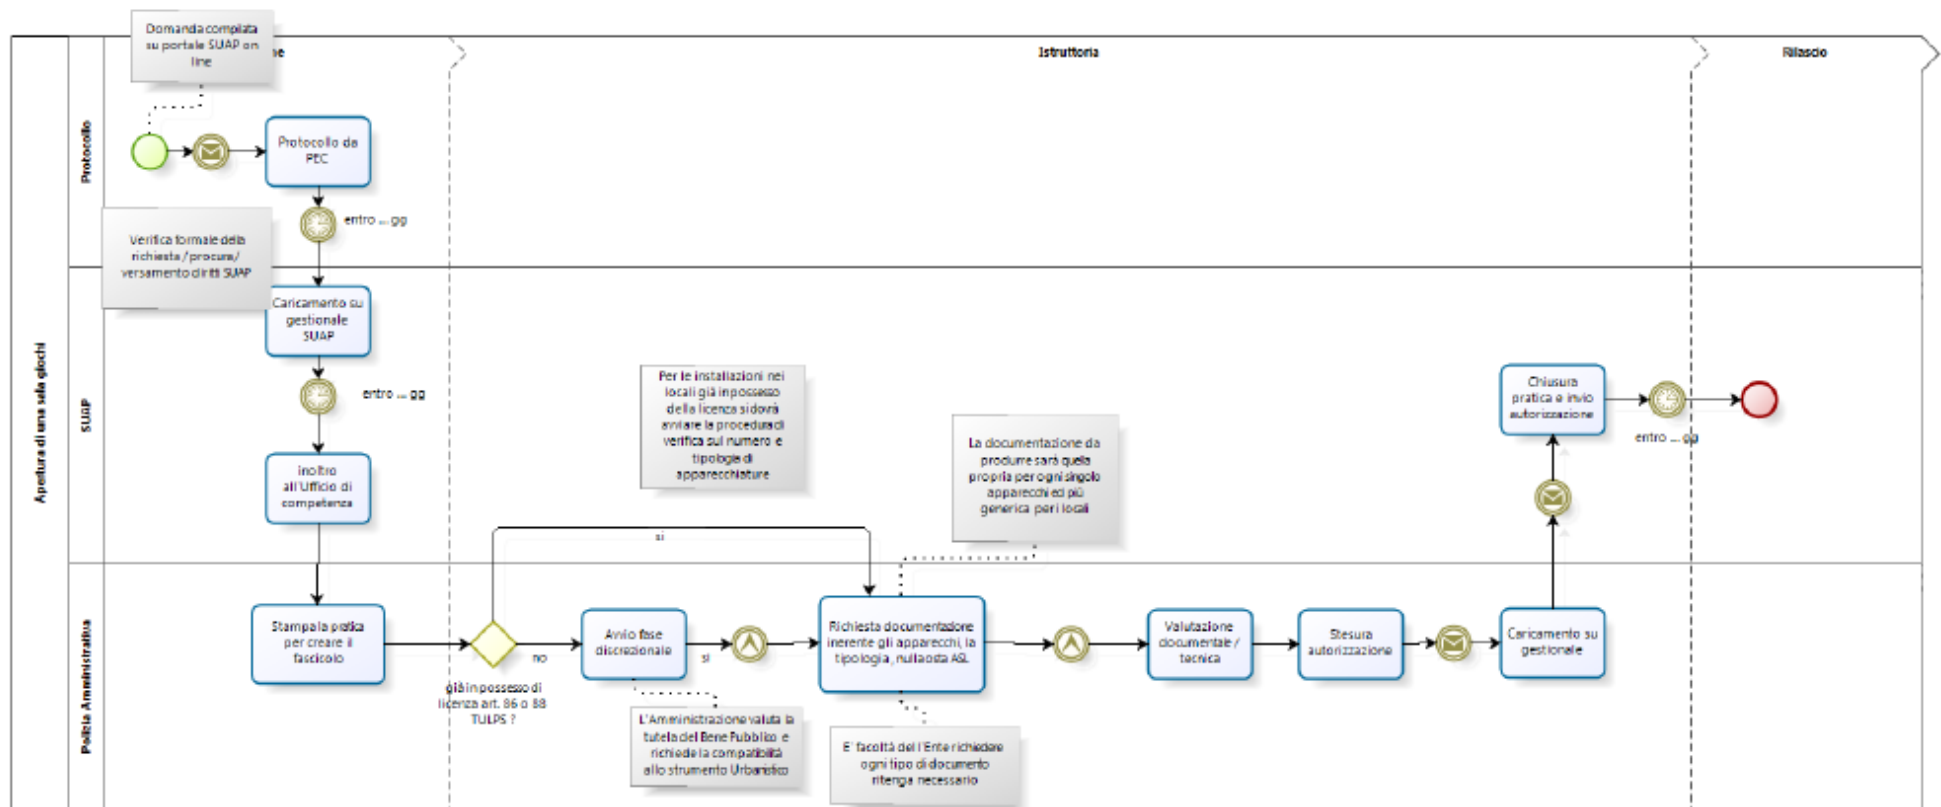 Domanda compilata
su portale SUAP on
line
ne
Istruttoria
Rilascio
Apertura di una sala giochi
Protocollo
Protocollo da
PEC
entro ... gg
Verifica formale della
richiesta / procura /
versamento diritti SUAP
SUAP
Caricamento su
gestionale
SUAP
entro ... gg
inoltro
all'Ufficio di
competenza
Per le installazioni nei
locali già in possesso
della licenza si dovrà
avviare la procedura di
verifica sul numero e
tipologia di
apparecchiature
La documentazione da
produrre sarà quella
propria per ogni singolo
apparecchi ed più
generica per i locali
Chiusura
pratica e invio
autorizzazione
entro ... gg
si
Polizia Amministrativa
Stampa la pratica
per creare il
fascicolo
già in possesso di
licenza art. 86 o 88
TULPS ?
no
Avvio fase
discrezionale
si
Richiesta documentazione
inerente gli apparecchi, la
tipologia, nullaosta ASL
Valutazione
documentale /
tecnica
Stesura
autorizzazione
Caricamento su
gestionale
L'Amministrazione valuta la
tutela del Bene Pubblico e
richiede la compatibilità
allo strumento Urbanistico
E' facoltà del l'Ente richiedere
ogni tipo di documento
ritenga necessario